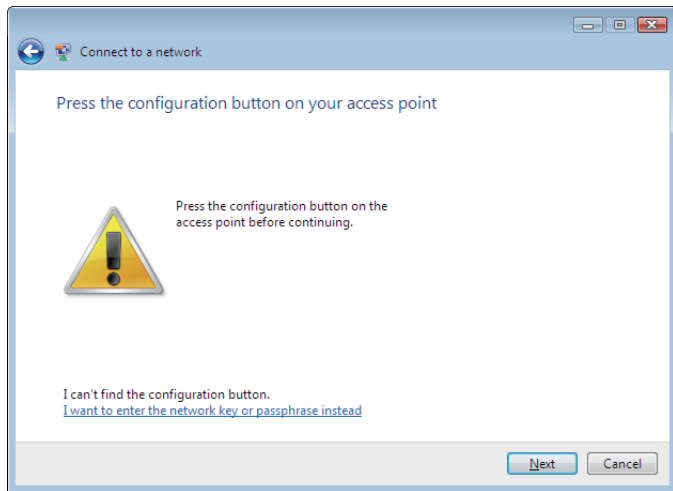 Connect to a network
Press the configuration button on your access point
Press the configuration button on the
access point before continuing.
I can't find the configuration button.
I want to enter the network key or passphrase instead
Next
Cancel